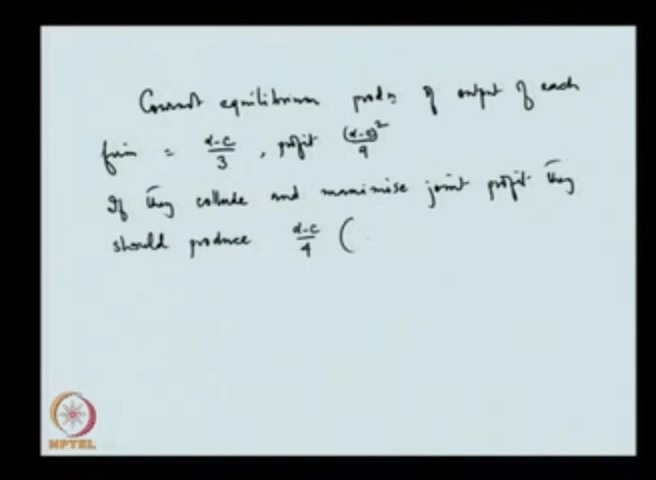 Cournot equilibrium prodn of output of each
firm = α-c/3 , profit (α-c)²/9
If they collude and maximise joint profit they
should produce α-c/4 (
NPTEL